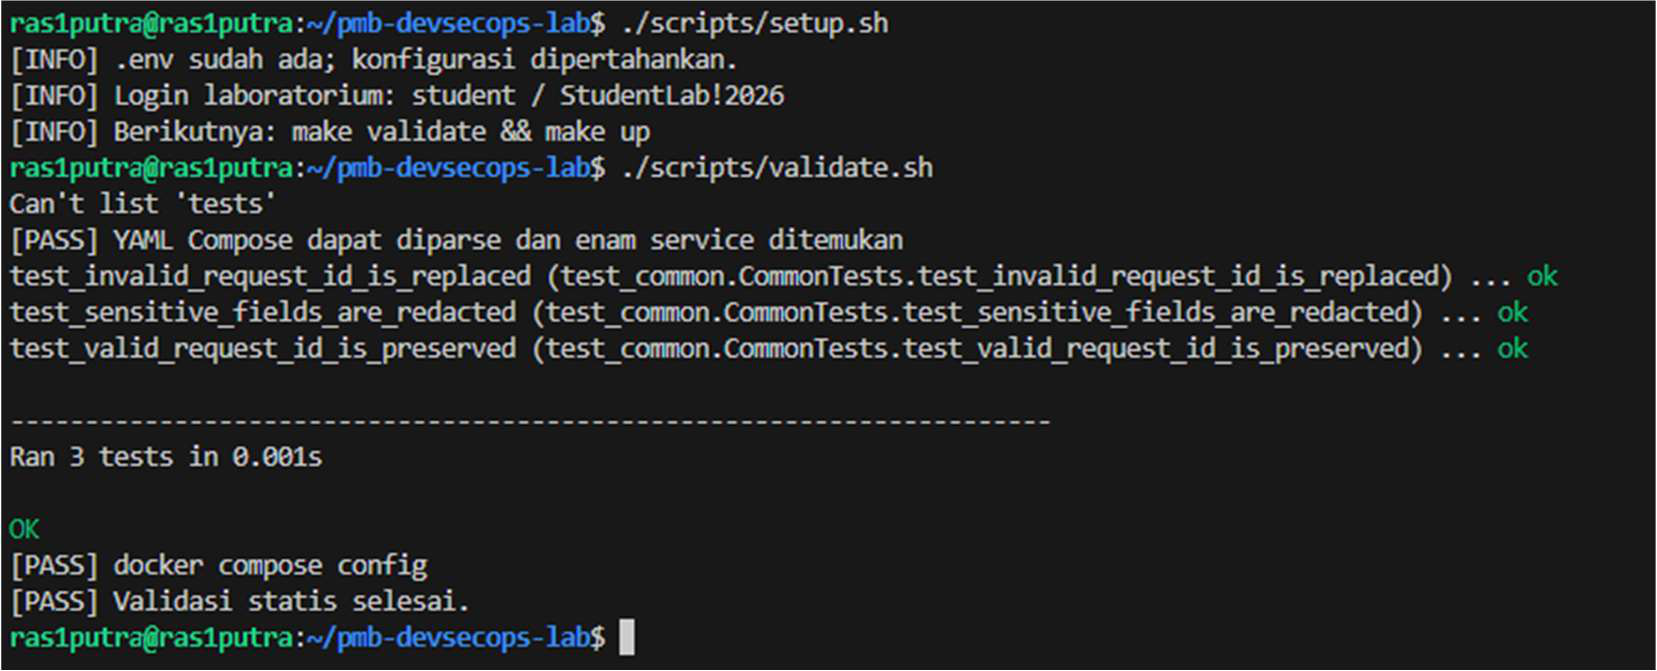 ras1putra@ras1putra:~/pmb-devsecops-lab$ ./scripts/setup.sh
[INFO] .env sudah ada; konfigurasi dipertahankan.
[INFO] Login laboratorium: student / StudentLab!2026
[INFO] Berikutnya: make validate && make up
ras1putra@ras1putra:~/pmb-devsecops-lab$ ./scripts/validate.sh
Can't list 'tests'
[PASS] YAML Compose dapat diparse dan enam service ditemukan
test_invalid_request_id_is_replaced (test_common.CommonTests.test_invalid_request_id_is_replaced) ... ok
test_sensitive_fields_are_redacted (test_common.CommonTests.test_sensitive_fields_are_redacted) ... ok
test_valid_request_id_is_preserved (test_common.CommonTests.test_valid_request_id_is_preserved) ... ok
----------------------------------------------------------------------
Ran 3 tests in 0.001s
OK
[PASS] docker compose config
[PASS] Validasi statis selesai.
ras1putra@ras1putra:~/pmb-devsecops-lab$